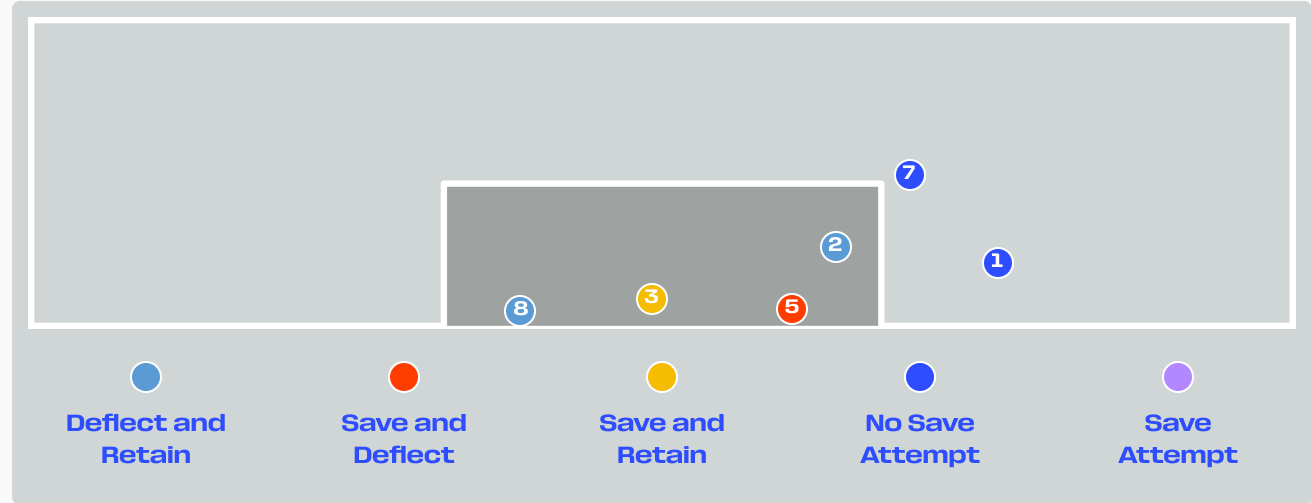 7
2
1
3
5
8
Deflect and
Retain
Save and
Deflect
Save and
Retain
No Save
Attempt
Save
Attempt